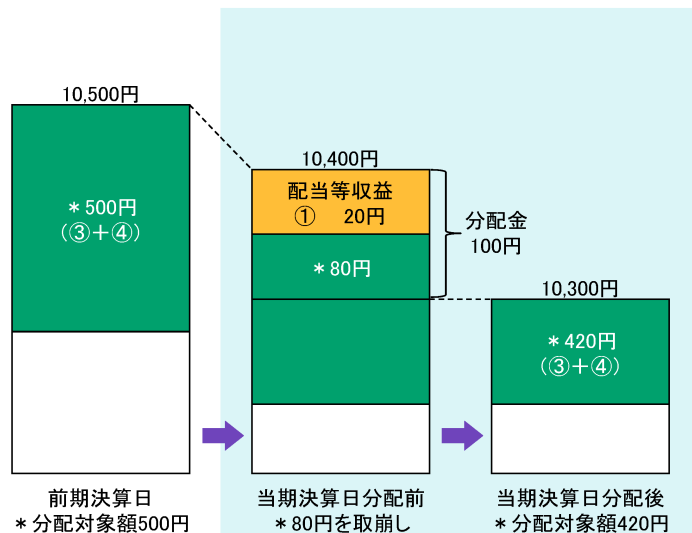 10,500円
＊500円
（③＋④）
前期決算日
＊分配対象額500円
10,400円
配当等収益
① 20円
＊80円
分配金
100円
当期決算日分配前
＊80円を取崩し
10,300円
＊420円
（③＋④）
当期決算日分配後
＊分配対象額420円